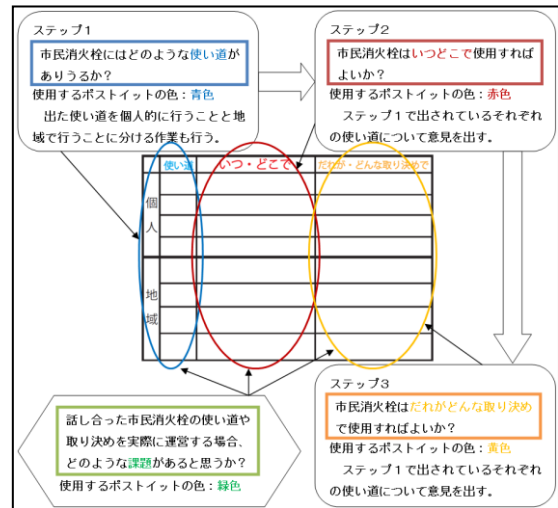 ステップ1
市民消火栓にはどのような使い道が
ありうるか？
使用するポストイットの色：青色
出た使い道を個人的に行うことと地
域で行うことに分ける作業も行う。
ステップ2
市民消火栓はいつどこで使用すれば
よいか？
使用するポストイットの色：赤色
ステップ1で出されているそれぞれ
の使い道について意見を出す。
使い道
いつ・どこで
だれが・どんな取り決めで
個人
地域
ステップ3
市民消火栓はだれがどんな取り決め
で使用すればよいか？
使用するポストイットの色：黄色
ステップ1で出されているそれぞれ
の使い道について意見を出す。
話し合った市民消火栓の使い道や
取り決めを実際に運営する場合、
どのような課題があると思うか？
使用するポストイットの色：緑色